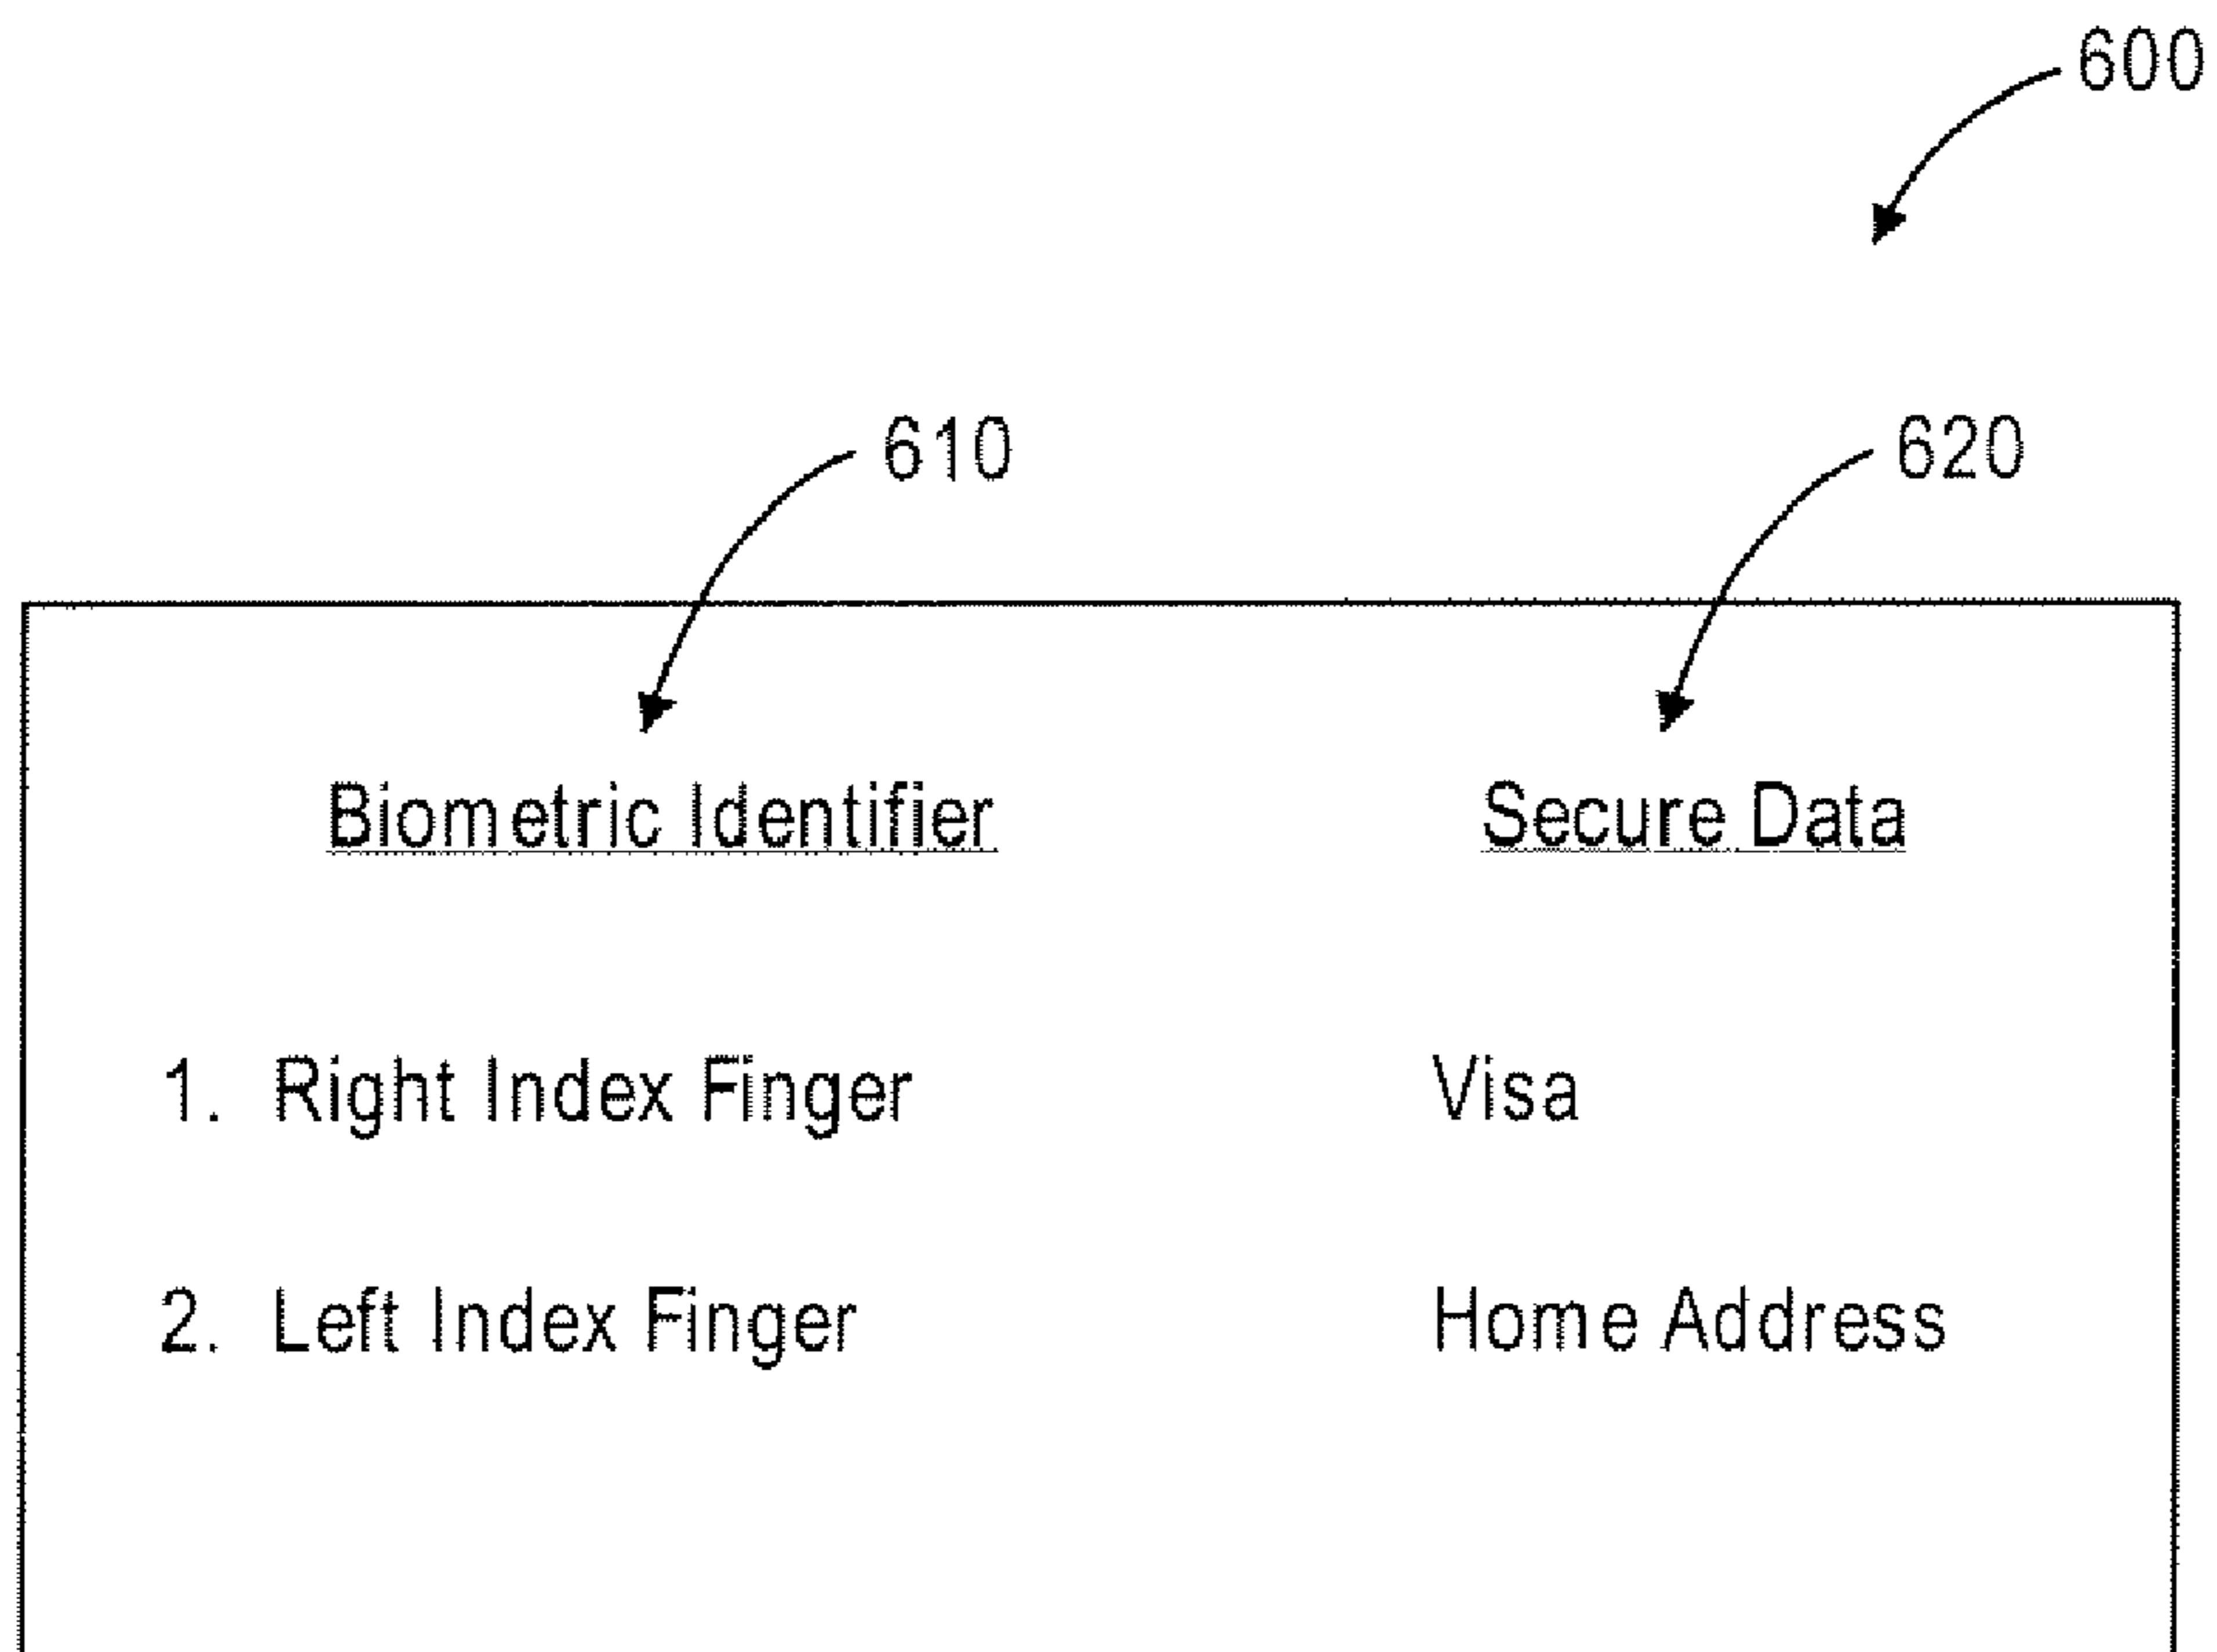 600
610 620
Biometric Identifier Secure Data
1. Right Index Finger Visa
2. Left Index Finger Home Address